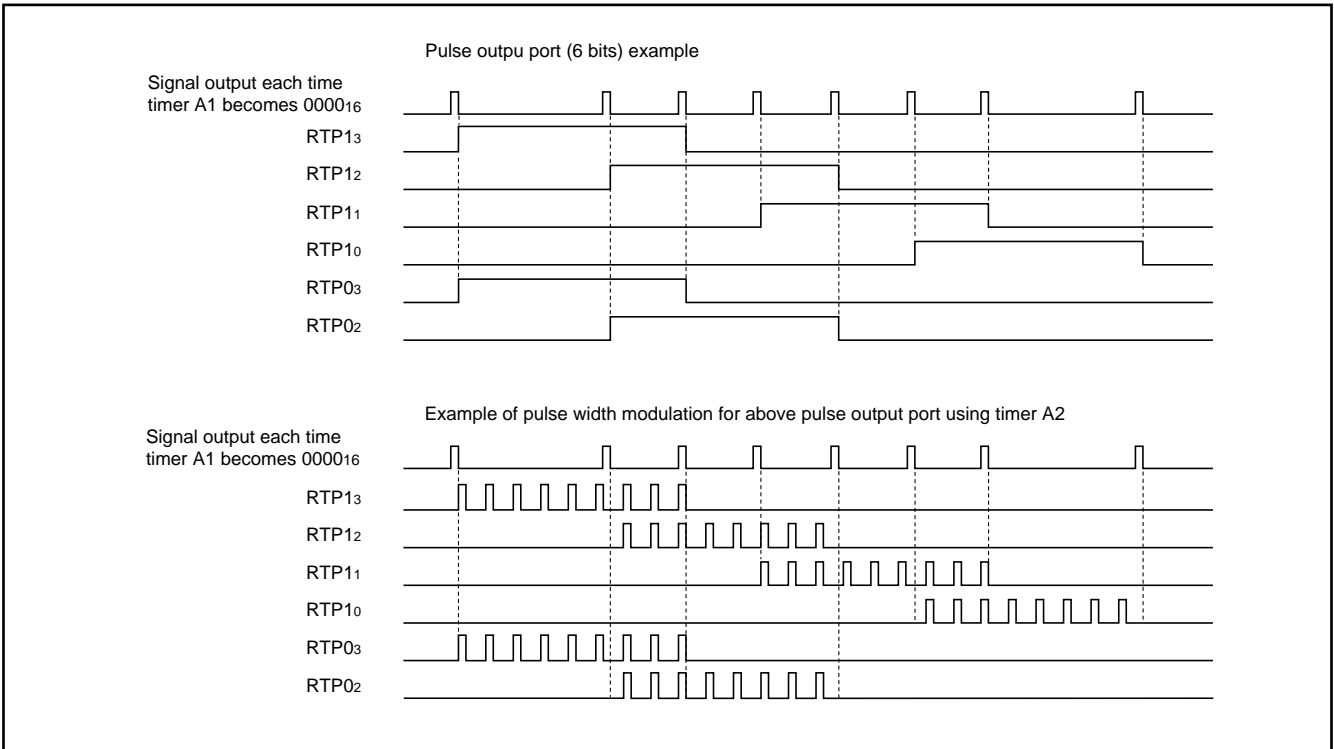 Pulse outpu port (6 bits) example
Signal output each time
timer A1 becomes 000016
RTP13
RTP12
RTP11
RTP10
RTP03
RTP02
Example of pulse width modulation for above pulse output port using timer A2
Signal output each time
timer A1 becomes 000016
RTP13
RTP12
RTP11
RTP10
RTP03
RTP02